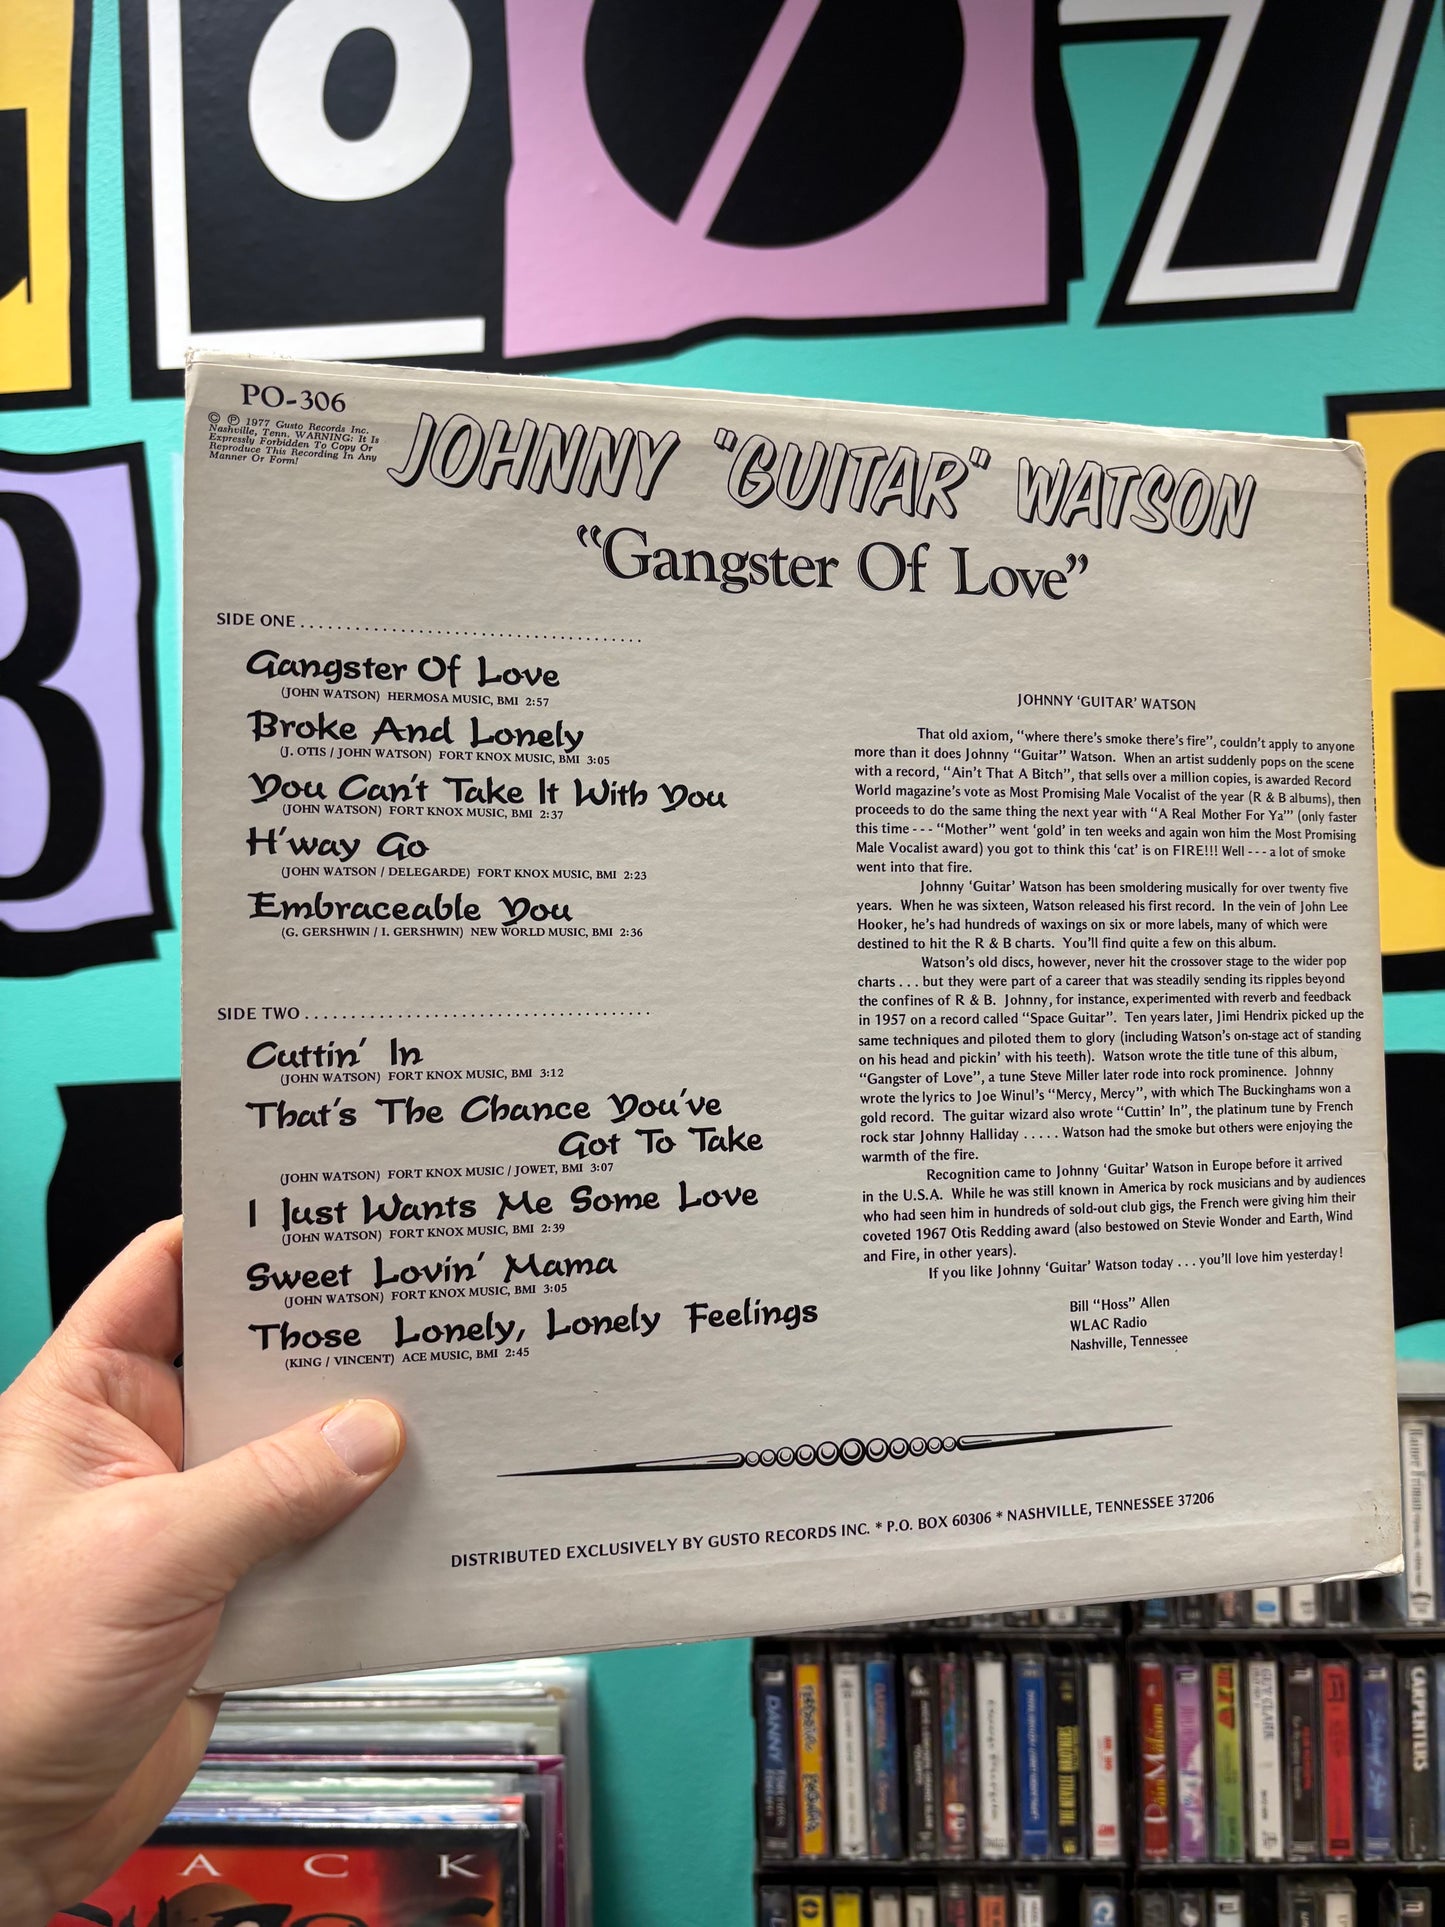 PO-306
© ℗ 1977 Gusto Records Inc.
Nashville, Tenn. WARNING: It Is
Expressly Forbidden To Copy Or
Reproduce This Recording In Any
Manner Or Form!
JOHNNY "GUITAR" WATSON
“Gangster Of Love”
SIDE ONE......................................
Gangster Of Love
(JOHN WATSON) HERMOSA MUSIC, BMI 2:57
Broke And Lonely
(J. OTIS / JOHN WATSON) FORT KNOX MUSIC, BMI 3:05
You Can't Take It With You
(JOHN WATSON) FORT KNOX MUSIC, BMI 2:37
H'way Go
(JOHN WATSON / DELEGARDE) FORT KNOX MUSIC, BMI 2:23
Embraceable You
(G. GERSHWIN / I. GERSHWIN) NEW WORLD MUSIC, BMI 2:36
SIDE TWO......................................
Cuttin' In
(JOHN WATSON) FORT KNOX MUSIC, BMI 3:12
That's The Chance You've
Got To Take
(JOHN WATSON) FORT KNOX MUSIC / JOWET, BMI 3:07
I Just Wants Me Some Love
(JOHN WATSON) FORT KNOX MUSIC, BMI 2:39
Sweet Lovin' Mama
(JOHN WATSON) FORT KNOX MUSIC, BMI 3:05
Those Lonely, Lonely Feelings
(KING / VINCENT) ACE MUSIC, BMI 2:45
JOHNNY ‘GUITAR’ WATSON
That old axiom, “where there’s smoke there’s fire”, couldn’t apply to anyone
more than it does Johnny “Guitar” Watson. When an artist suddenly pops on the scene
with a record, “Ain’t That A Bitch”, that sells over a million copies, is awarded Record
World magazine’s vote as Most Promising Male Vocalist of the year (R & B albums), then
proceeds to do the same thing the next year with “A Real Mother For Ya’” (only faster
this time - - - “Mother” went ‘gold’ in ten weeks and again won him the Most Promising
Male Vocalist award) you got to think this ‘cat’ is on FIRE!!! Well - - - a lot of smoke
went into that fire.
Johnny ‘Guitar’ Watson has been smoldering musically for over twenty five
years. When he was sixteen, Watson released his first record. In the vein of John Lee
Hooker, he’s had hundreds of waxings on six or more labels, many of which were
destined to hit the R & B charts. You’ll find quite a few on this album.
Watson’s old discs, however, never hit the crossover stage to the wider pop
charts . . . but they were part of a career that was steadily sending its ripples beyond
the confines of R & B. Johnny, for instance, experimented with reverb and feedback
in 1957 on a record called “Space Guitar”. Ten years later, Jimi Hendrix picked up the
same techniques and piloted them to glory (including Watson’s on-stage act of standing
on his head and pickin’ with his teeth). Watson wrote the title tune of this album,
“Gangster of Love”, a tune Steve Miller later rode into rock prominence. Johnny
wrote the lyrics to Joe Winul’s “Mercy, Mercy”, with which The Buckinghams won a
gold record. The guitar wizard also wrote “Cuttin’ In”, the platinum tune by French
rock star Johnny Halliday . . . . . Watson had the smoke but others were enjoying the
warmth of the fire.
Recognition came to Johnny ‘Guitar’ Watson in Europe before it arrived
in the U.S.A. While he was still known in America by rock musicians and by audiences
who had seen him in hundreds of sold-out club gigs, the French were giving him their
coveted 1967 Otis Redding award (also bestowed on Stevie Wonder and Earth, Wind
and Fire, in other years).
If you like Johnny ‘Guitar’ Watson today . . . you’ll love him yesterday!
Bill “Hoss” Allen
WLAC Radio
Nashville, Tennessee
DISTRIBUTED EXCLUSIVELY BY GUSTO RECORDS INC. * P.O. BOX 60306 * NASHVILLE, TENNESSEE 37206
DANNY
GUY CLARK
CARPENTERS
A C K